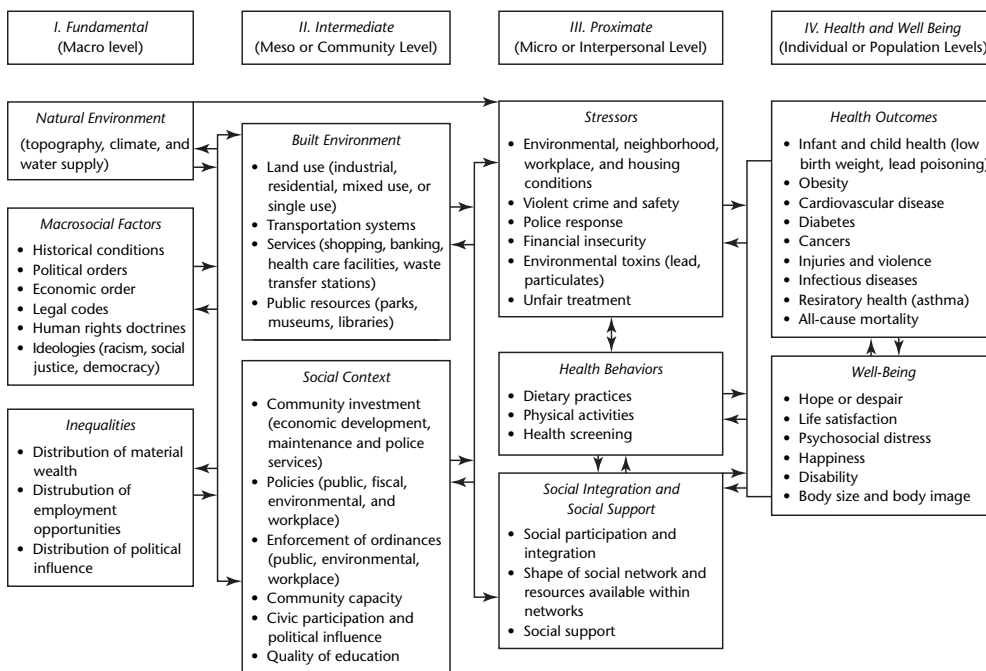 I. Fundamental
(Macro level)
II. Intermediate
(Meso or Community Level)
III. Proximate
(Micro or Interpersonal Level)
IV. Health and Well Being
(Individual or Population Levels)
Natural Environment
(topography, climate, and
water supply)
Macrosocial Factors
• Historical conditions
• Political orders
• Economic order
• Legal codes
• Human rights doctrines
• Ideologies (racism, social
justice, democracy)
Inequalities
• Distribution of material
wealth
• Distrubution of
employment
opportunities
• Distribution of political
influence
Built Environment
• Land use (industrial,
residential, mixed use, or
single use)
• Transportation systems
• Services (shopping, banking,
health care facilities, waste
transfer stations)
• Public resources (parks,
museums, libraries)
Social Context
• Community investment
(economic development,
maintenance and police
services)
• Policies (public, fiscal,
environmental, and
workplace)
• Enforcement of ordinances
(public, environmental,
workplace)
• Community capacity
• Civic participation and
political influence
• Quality of education
Stressors
• Environmental, neighborhood,
workplace, and housing
conditions
• Violent crime and safety
• Police response
• Financial insecurity
• Environmental toxins (lead,
particulates)
• Unfair treatment
Health Behaviors
• Dietary practices
• Physical activities
• Health screening
Social Integration and
Social Support
• Social participation and
integration
• Shape of social network and
resources available within
networks
• Social support
Health Outcomes
• Infant and child health (low
birth weight, lead poisoning)
• Obesity
• Cardiovascular disease
• Diabetes
• Cancers
• Injuries and violence
• Infectious diseases
• Resiratory health (asthma)
• All-cause mortality
Well-Being
• Hope or despair
• Life satisfaction
• Psychosocial distress
• Happiness
• Disability
• Body size and body image